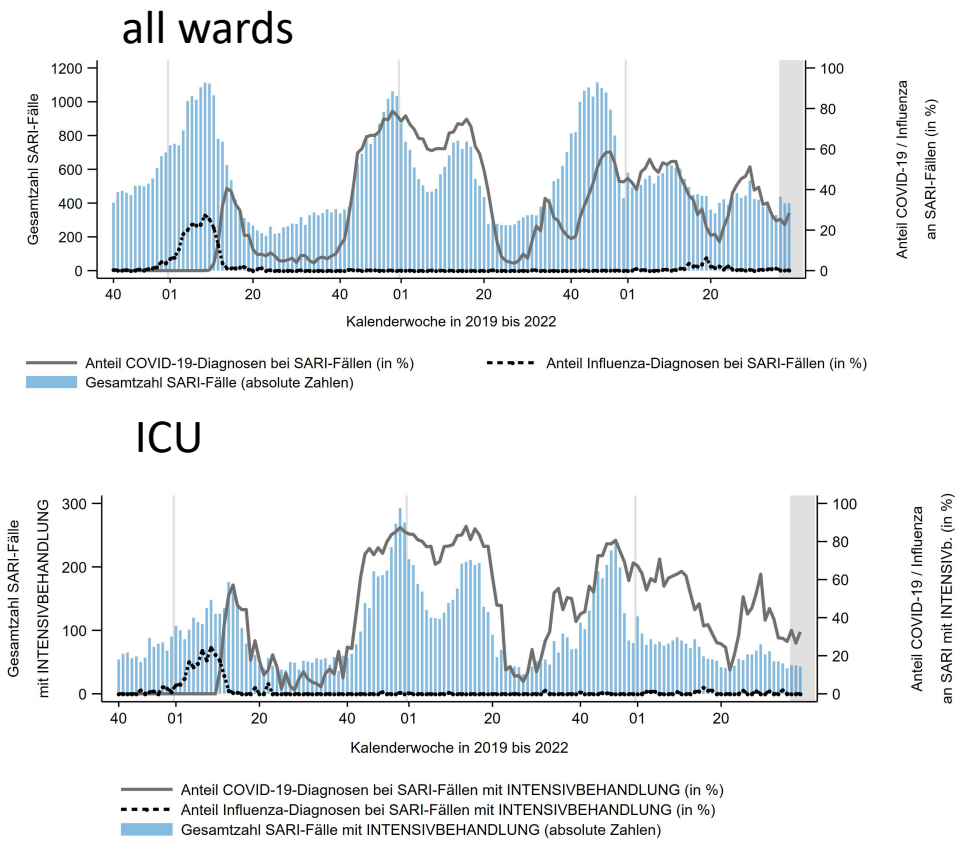 all wards
Gesamtzahl SARI-Fälle
1200
1000
800
600
400
200
0
100
80
60
40
20
0
Anteil COVID-19 / Influenza
an SARI-Fällen (in %)
40 01 20 40 01 20 40 01 20
Kalenderwoche in 2019 bis 2022
Anteil COVID-19-Diagnosen bei SARI-Fällen (in %) Anteil Influenza-Diagnosen bei SARI-Fällen (in %)
Gesamtzahl SARI-Fälle (absolute Zahlen)
ICU
Gesamtzahl SARI-Fälle
mit INTENSIVBEHANDLUNG
300
200
100
0
100
80
60
40
20
0
Anteil COVID-19 / Influenza
an SARI mit INTENSIVb. (in %)
40 01 20 40 01 20 40 01 20
Kalenderwoche in 2019 bis 2022
Anteil COVID-19-Diagnosen bei SARI-Fällen mit INTENSIVBEHANDLUNG (in %)
Anteil Influenza-Diagnosen bei SARI-Fällen mit INTENSIVBEHANDLUNG (in %)
Gesamtzahl SARI-Fälle mit INTENSIVBEHANDLUNG (absolute Zahlen)